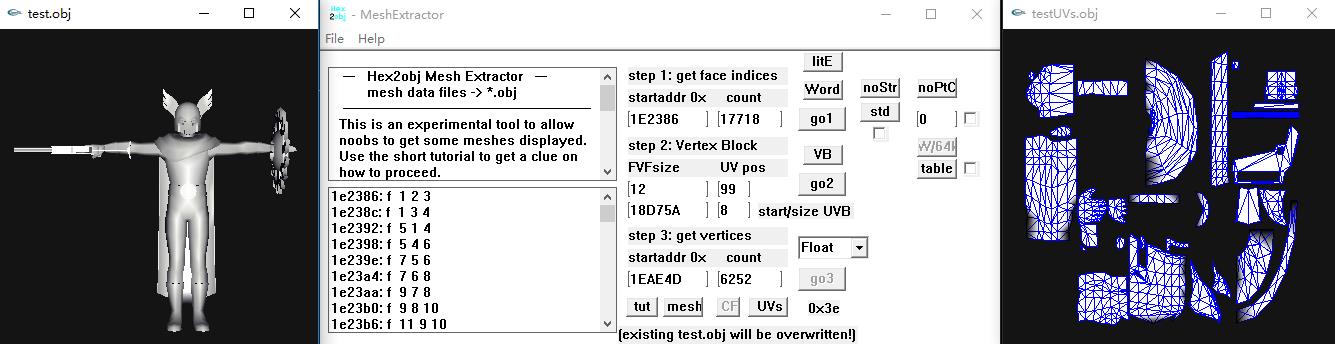 test.obj
Hex
2obj
- MeshExtractor
testUVs.obj
File Help
— Hex2obj Mesh Extractor —
mesh data files -> *.obj
This is an experimental tool to allow
noobs to get some meshes displayed.
Use the short tutorial to get a clue on
how to proceed.
1e2386: f 1 2 3
1e238c: f 1 3 4
1e2392: f 5 1 4
1e2398: f 5 4 6
1e239e: f 7 5 6
1e23a4: f 7 6 8
1e23aa: f 9 7 8
1e23b0: f 9 8 10
1e23b6: f 11 9 10
step 1: get face indices
startaddr 0x count
1E2386 17718
step 2: Vertex Block
FVFsize UV pos
12 99
18D75A 8 start/size UVB
step 3: get vertices
startaddr 0x count
1EAE4D 6252
tut mesh CF UVs
litE
Word
go1
VB
go2
Float
go3
0x3e
noStr
std
noPtC
0
W/64k
table
(existing test.obj will be overwritten!)